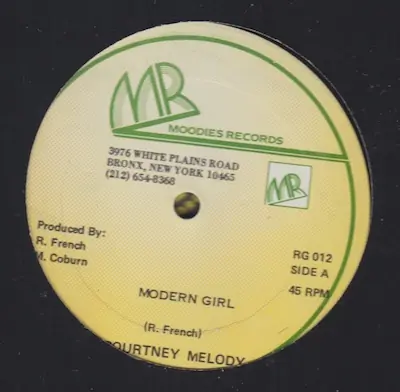 MR
MOODIES RECORDS
3976 WHITE PLAINS ROAD
BRONX, NEW YORK 10465
(212) 654-8368
MR
Produced By:
R. French
M. Coburn
RG 012
SIDE A
45 RPM
MODERN GIRL
(R. French)
COURTNEY MELODY